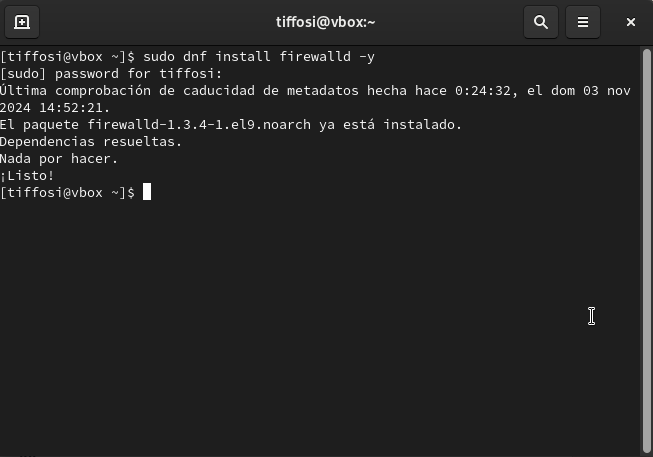 tiffosi@vbox:~
[tiffosi@vbox ~]$ sudo dnf install firewalld -y
[sudo] password for tiffosi:
Última comprobación de caducidad de metadatos hecha hace 0:24:32, el dom 03 nov
2024 14:52:21.
El paquete firewalld-1.3.4-1.el9.noarch ya está instalado.
Dependencias resueltas.
Nada por hacer.
¡Listo!
[tiffosi@vbox ~]$